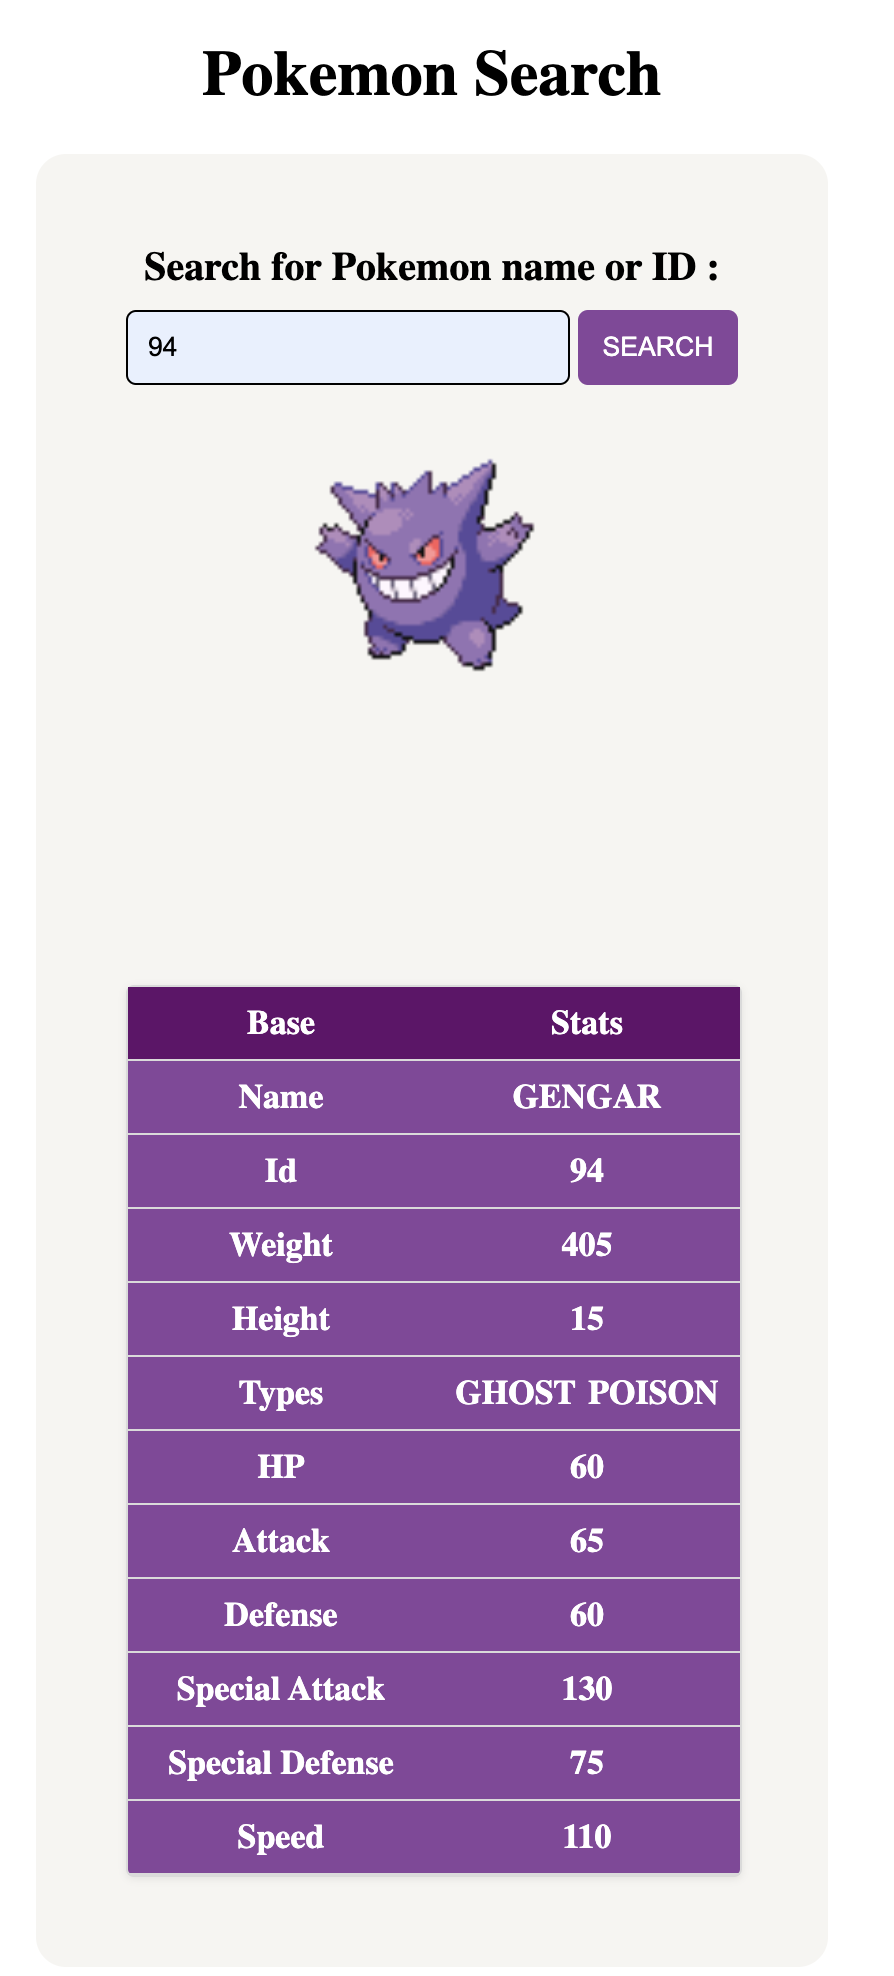 Pokemon Search
Search for Pokemon name or ID :
94 SEARCH
Base Stats
Name GENGAR
Id 94
Weight 405
Height 15
Types GHOST POISON
HP 60
Attack 65
Defense 60
Special Attack 130
Special Defense 75
Speed 110